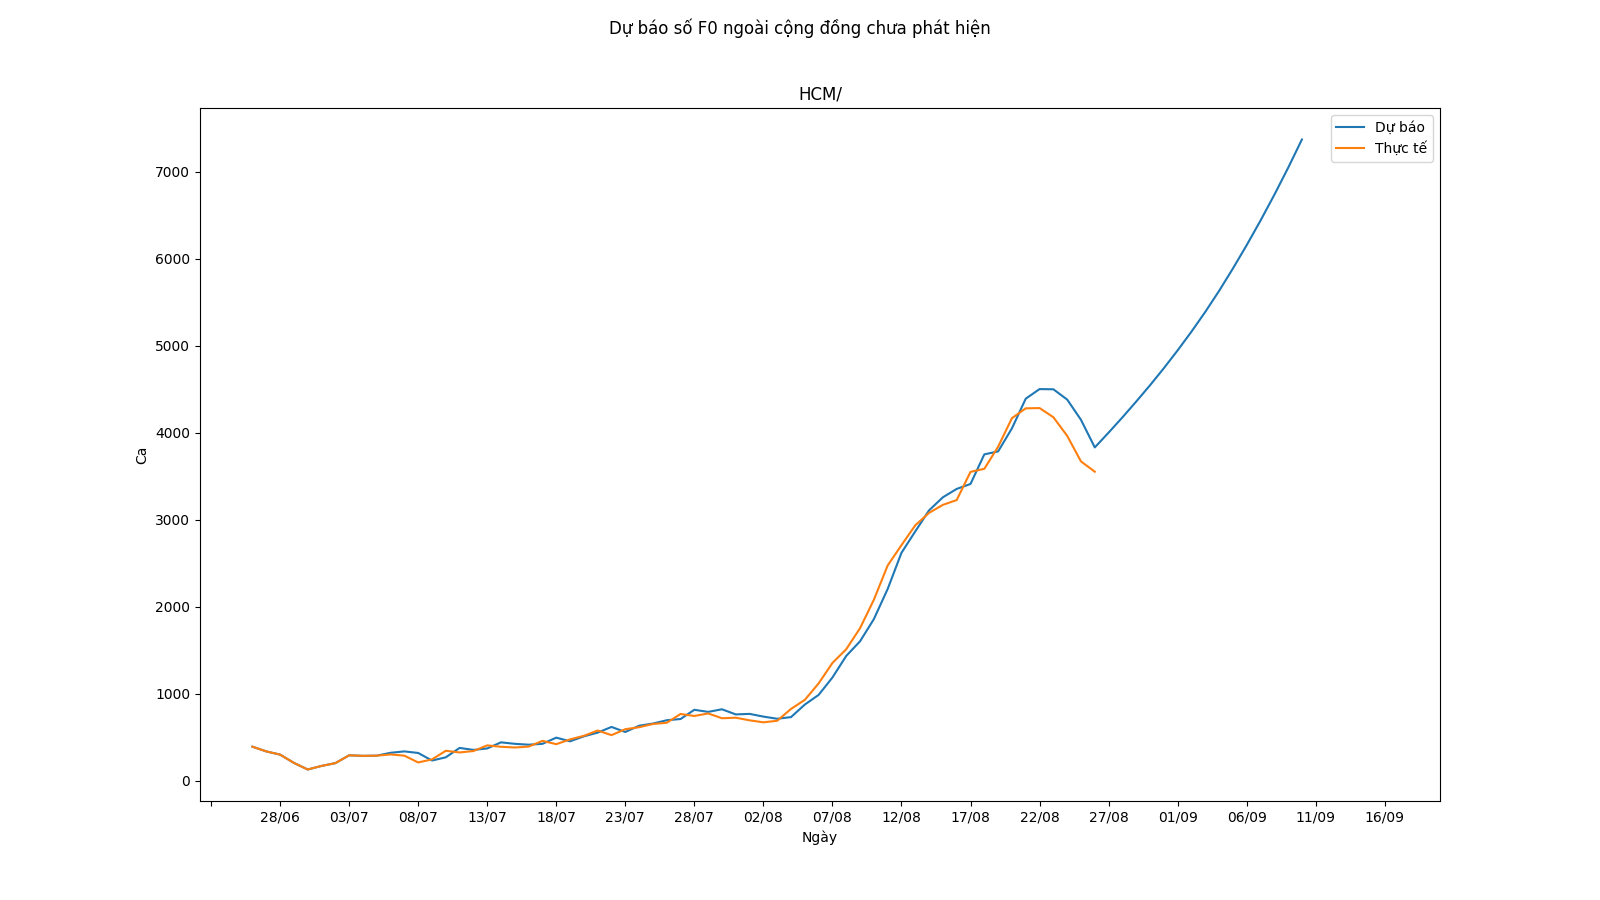 Dự báo số F0 ngoài cộng đồng chưa phát hiện
HCM/
Dự báo
Thực tế
7000
6000
5000
4000
3000
2000
1000
0
Ca
28/06 03/07 08/07 13/07 18/07 23/07 28/07 02/08 07/08 12/08 17/08 22/08 27/08 01/09 06/09 11/09 16/09
Ngày